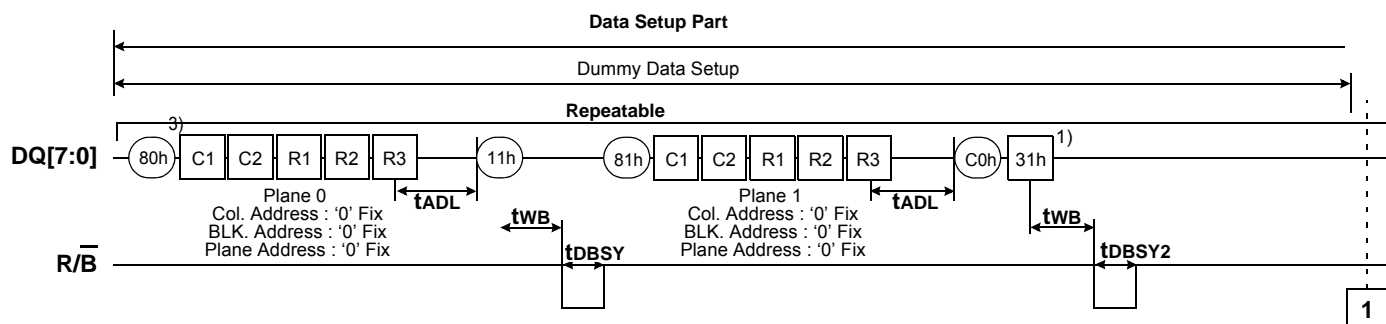 Data Setup Part
Dummy Data Setup
Repeatable
DQ[7:0] 80h 3) C1 C2 R1 R2 R3 11h 81h C1 C2 R1 R2 R3 C0h 31h 1)
tADL tADL
Plane 0
Col. Address : ‘0’ Fix
BLK. Address : ‘0’ Fix
Plane Address : ‘0’ Fix
Plane 1
Col. Address : ‘0’ Fix
BLK. Address : ‘0’ Fix
Plane Address : ‘0’ Fix
tWB tWB
R/B tDBSY tDBSY2
1